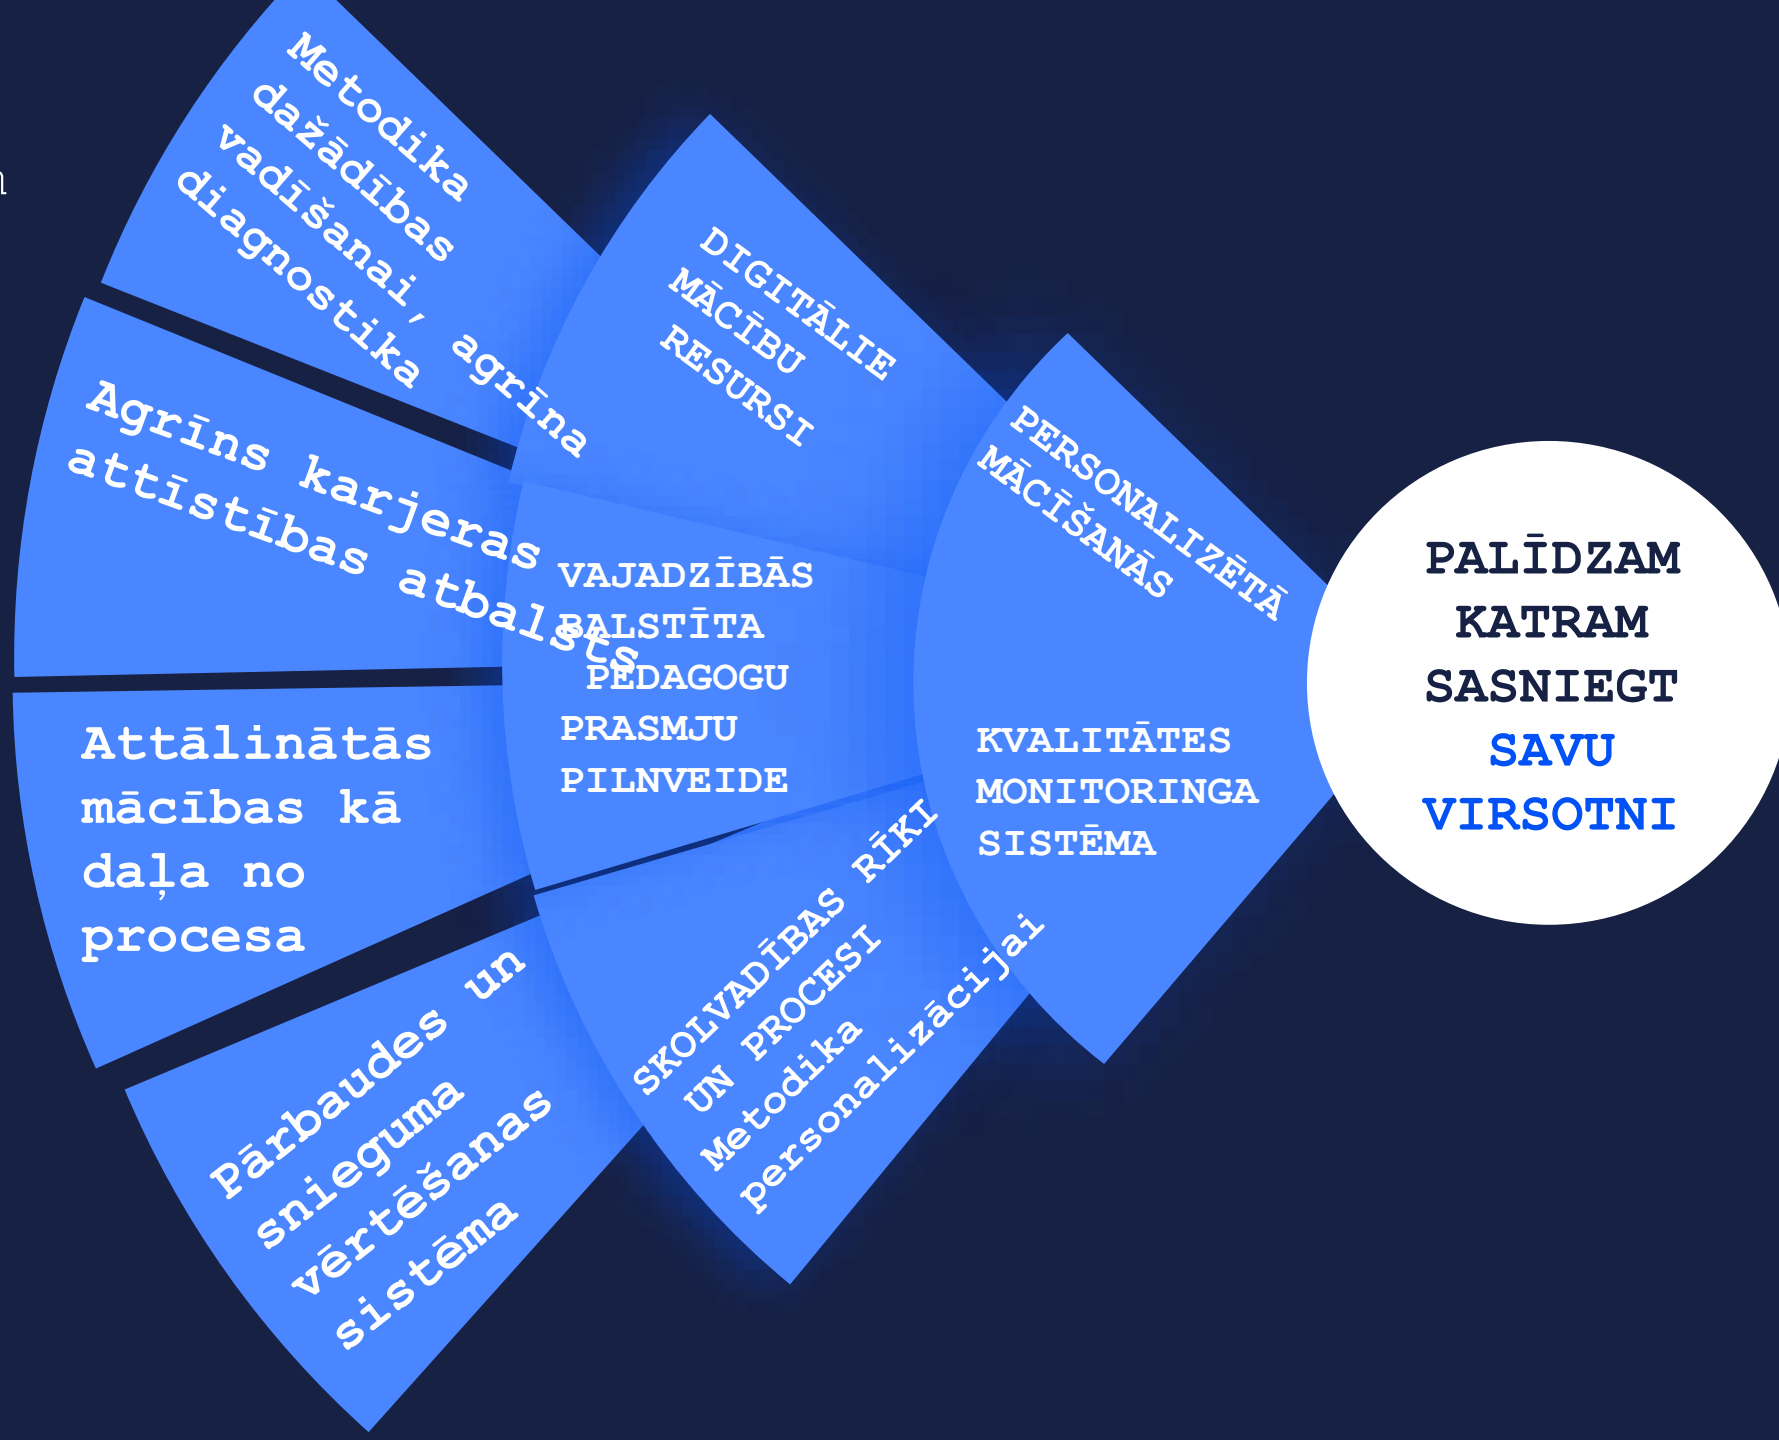 Metodika
dažādības
vadīšanai, agrīna
diagnostika
Agrīns karjeras
attīstības atbalsts
Attālinātās
mācības kā
daļa no
procesa
Pārbaudes un
snieguma
vērtēšanas
sistēma
DIGITĀLIE
MĀCĪBU
RESURSI
VAJADZĪBĀS
BALSTĪTA
PEDAGOGU
PRASMJU
PILNVEIDE
SKOLVADĪBAS RĪKI
UN PROCESI
Metodika
personalizācijai
PERSONALIZĒTĀ
MĀCĪŠANĀS
KVALITĀTES
MONITORINGA
SISTĒMA
PALĪDZAM
KATRAM
SASNIEGT
SAVU
VIRSOTNI